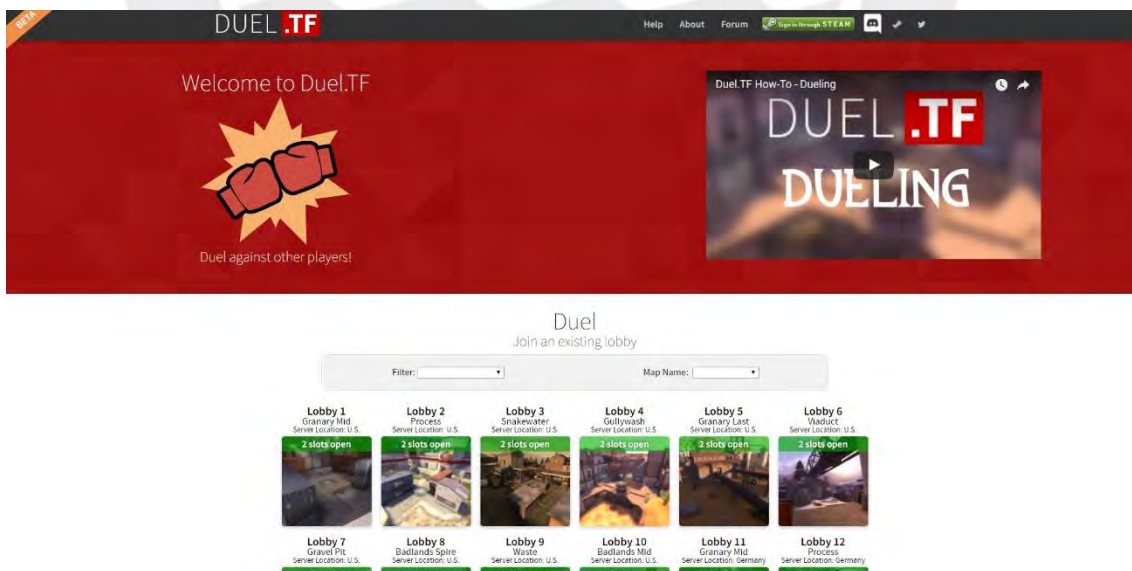 BETA
DUEL .TF
Help About Forum Sign in through STEAM
Welcome to Duel.TF
Duel against other players!
Duel.TF How-To - Dueling
DUEL .TF
DUELING
Duel
Join an existing lobby
Filter: Map Name:
Lobby 1 Lobby 2 Lobby 3 Lobby 4 Lobby 5 Lobby 6
Granary Mid Process Snakewater Gullywash Granary Last Viaduct
Server Location: U.S. Server Location: U.S. Server Location: U.S. Server Location: U.S. Server Location: U.S. Server Location: U.S.
2 slots open 2 slots open 2 slots open 2 slots open 2 slots open 2 slots open
Lobby 7 Lobby 8 Lobby 9 Lobby 10 Lobby 11 Lobby 12
Gravel Pit Badlands Spire Waste Badlands Mid Granary Mid Process
Server Location: U.S. Server Location: U.S. Server Location: U.S. Server Location: U.S. Server Location: Germany Server Location: Germany